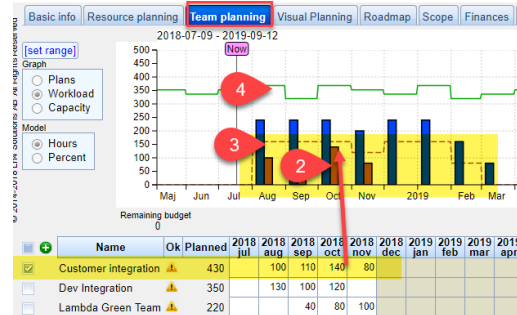 Basic info Resource planning Team planning Visual Planning Roadmap Scope Finances
2018-07-09 - 2019-09-12
[set range]
Now
Graph
Plans
Workload
Capacity
Model
Hours
Percent
500
450
400
350
300
250
200
150
100
50
0
4
3
2
Maj Jun Jul Aug Sep Oct Nov 2019 Feb Mar
Remaining budget
0
Name Ok Planned 2018 jul 2018 aug 2018 sep 2018 oct 2018 nov 2018 dec 2019 jan 2019 feb 2019 mar 2019 apr
Customer integration 430 100 110 140 80
Dev Integration 350 130 100 120
Lambda Green Team 220 40 80 100